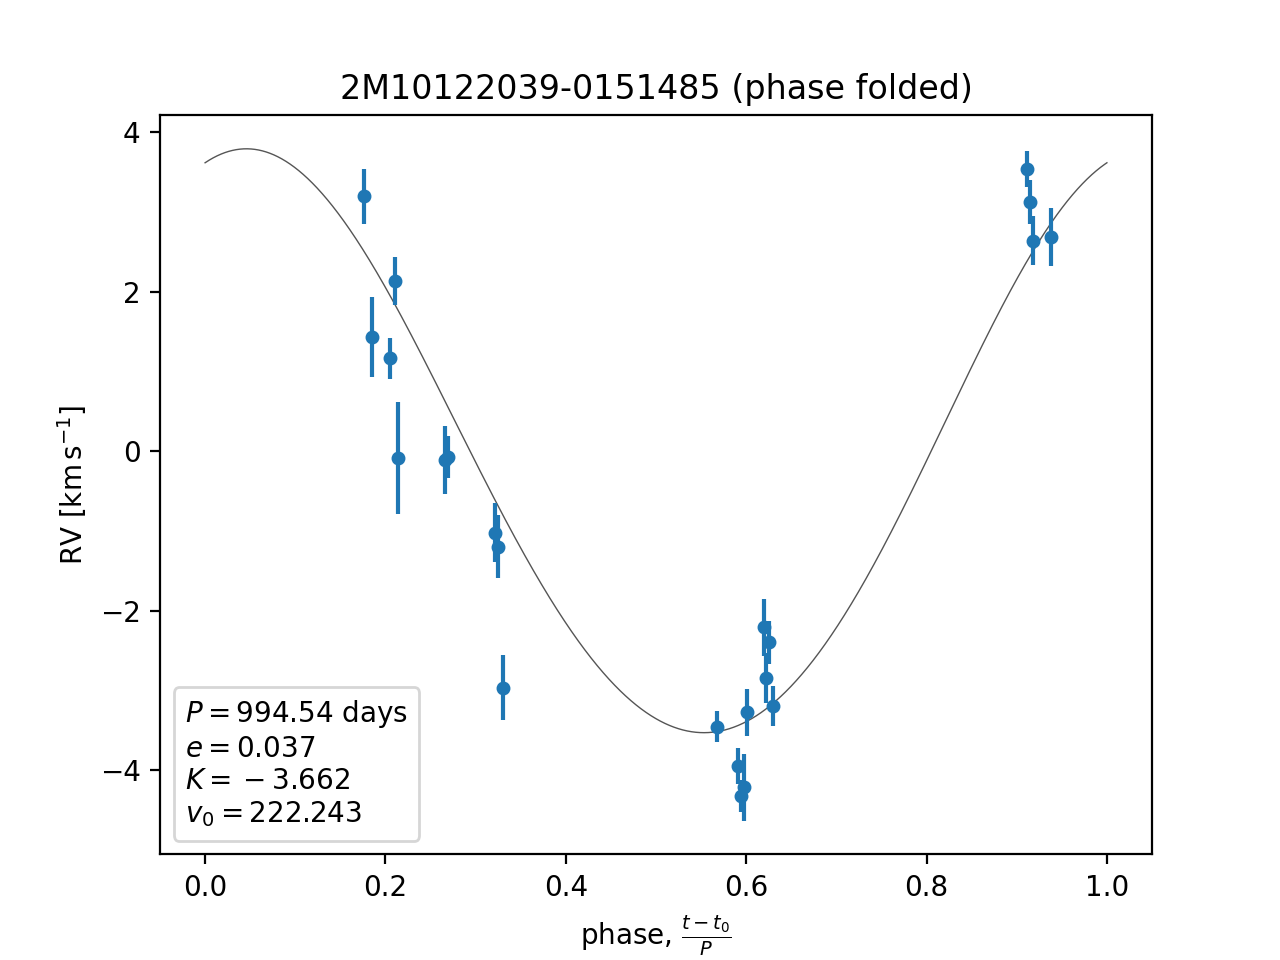 2M10122039-0151485 (phase folded)
4
2
0
−2
−4
RV [km s⁻¹]
P = 994.54 days
e = 0.037
K = −3.662
v₀ = 222.243
0.0 0.2 0.4 0.6 0.8 1.0
phase, (t − t₀)/P